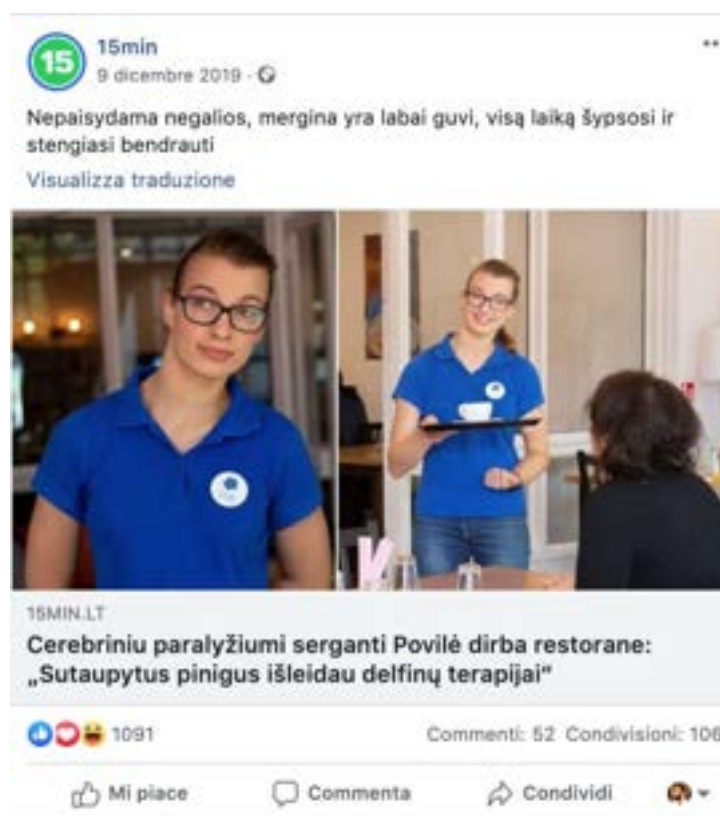 15
15min
9 dicembre 2019 ·
Nepaisydama negalios, mergina yra labai guvi, visą laiką šypsosi ir
stengiasi bendrauti
Visualizza traduzione
15MIN.LT
Cerebriniu paralyžiumi serganti Povilė dirba restorane:
„Sutaupytus pinigus išleidau delfinų terapijai"
1091 Commenti: 52 Condivisioni: 106
Mi piace Commenta Condividi